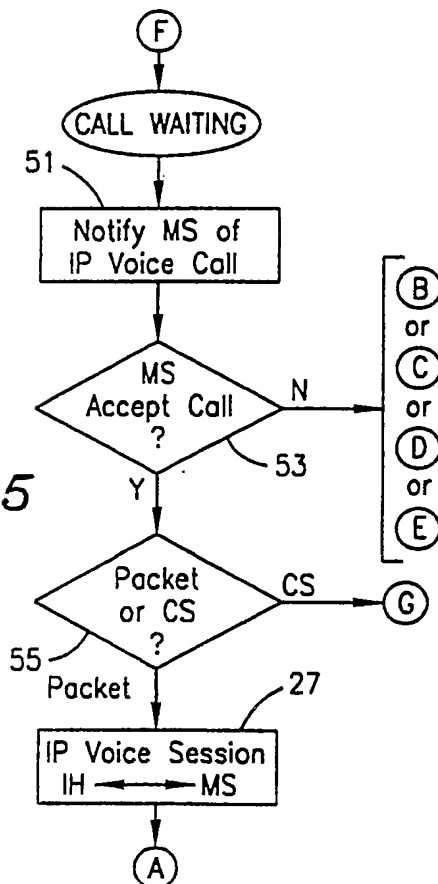 F
CALL WAITING
51
Notify MS of
IP Voice Call
MS
Accept Call
?
N
53
Y
B
or
C
or
D
or
E
5
Packet
or CS
?
CS
G
55
Packet
27
IP Voice Session
IH MS
A